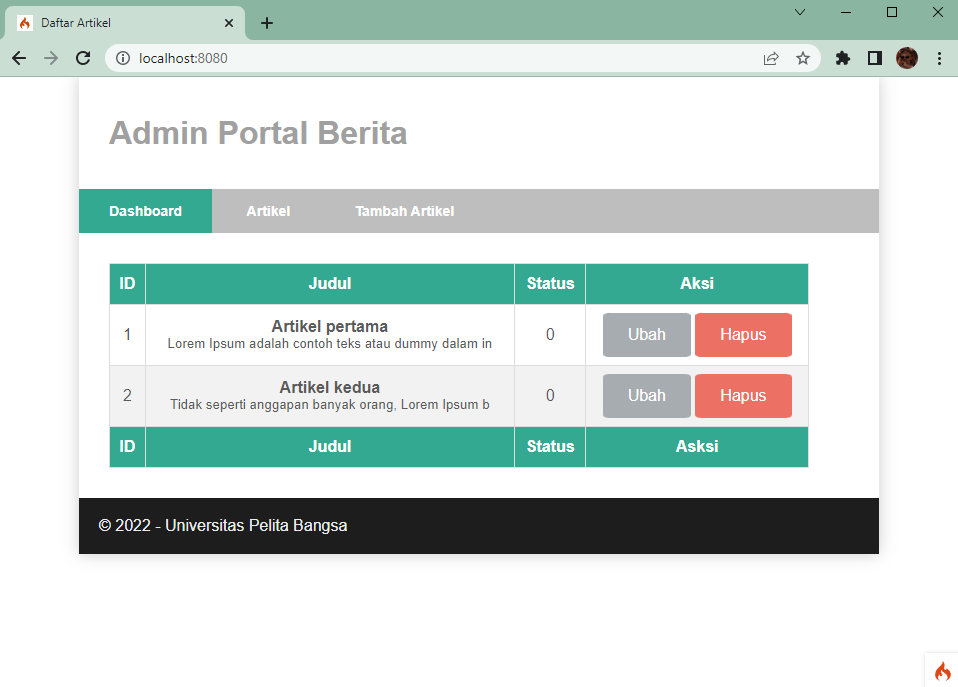 Daftar Artikel
localhost:8080
Admin Portal Berita
Dashboard Artikel Tambah Artikel
ID Judul Status Aksi
1 Artikel pertama 0 Ubah Hapus
Lorem Ipsum adalah contoh teks atau dummy dalam in
2 Artikel kedua 0 Ubah Hapus
Tidak seperti anggapan banyak orang, Lorem Ipsum b
ID Judul Status Asksi
© 2022 - Universitas Pelita Bangsa